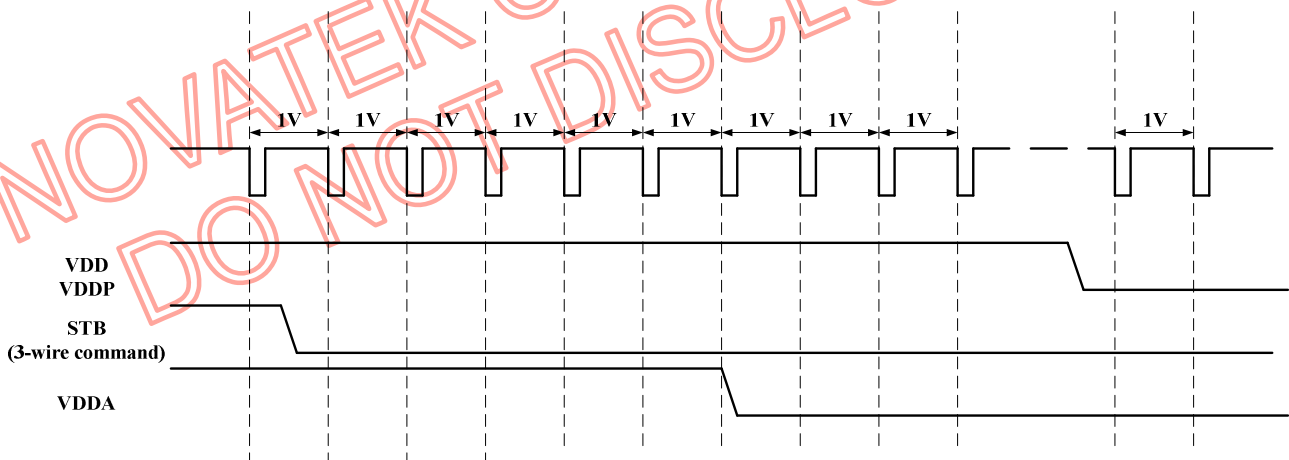 NOVATEK
DO NOT
1V 1V 1V 1V 1V 1V 1V 1V 1V 1V
VDD
VDDP
STB
(3-wire command)
VDDA